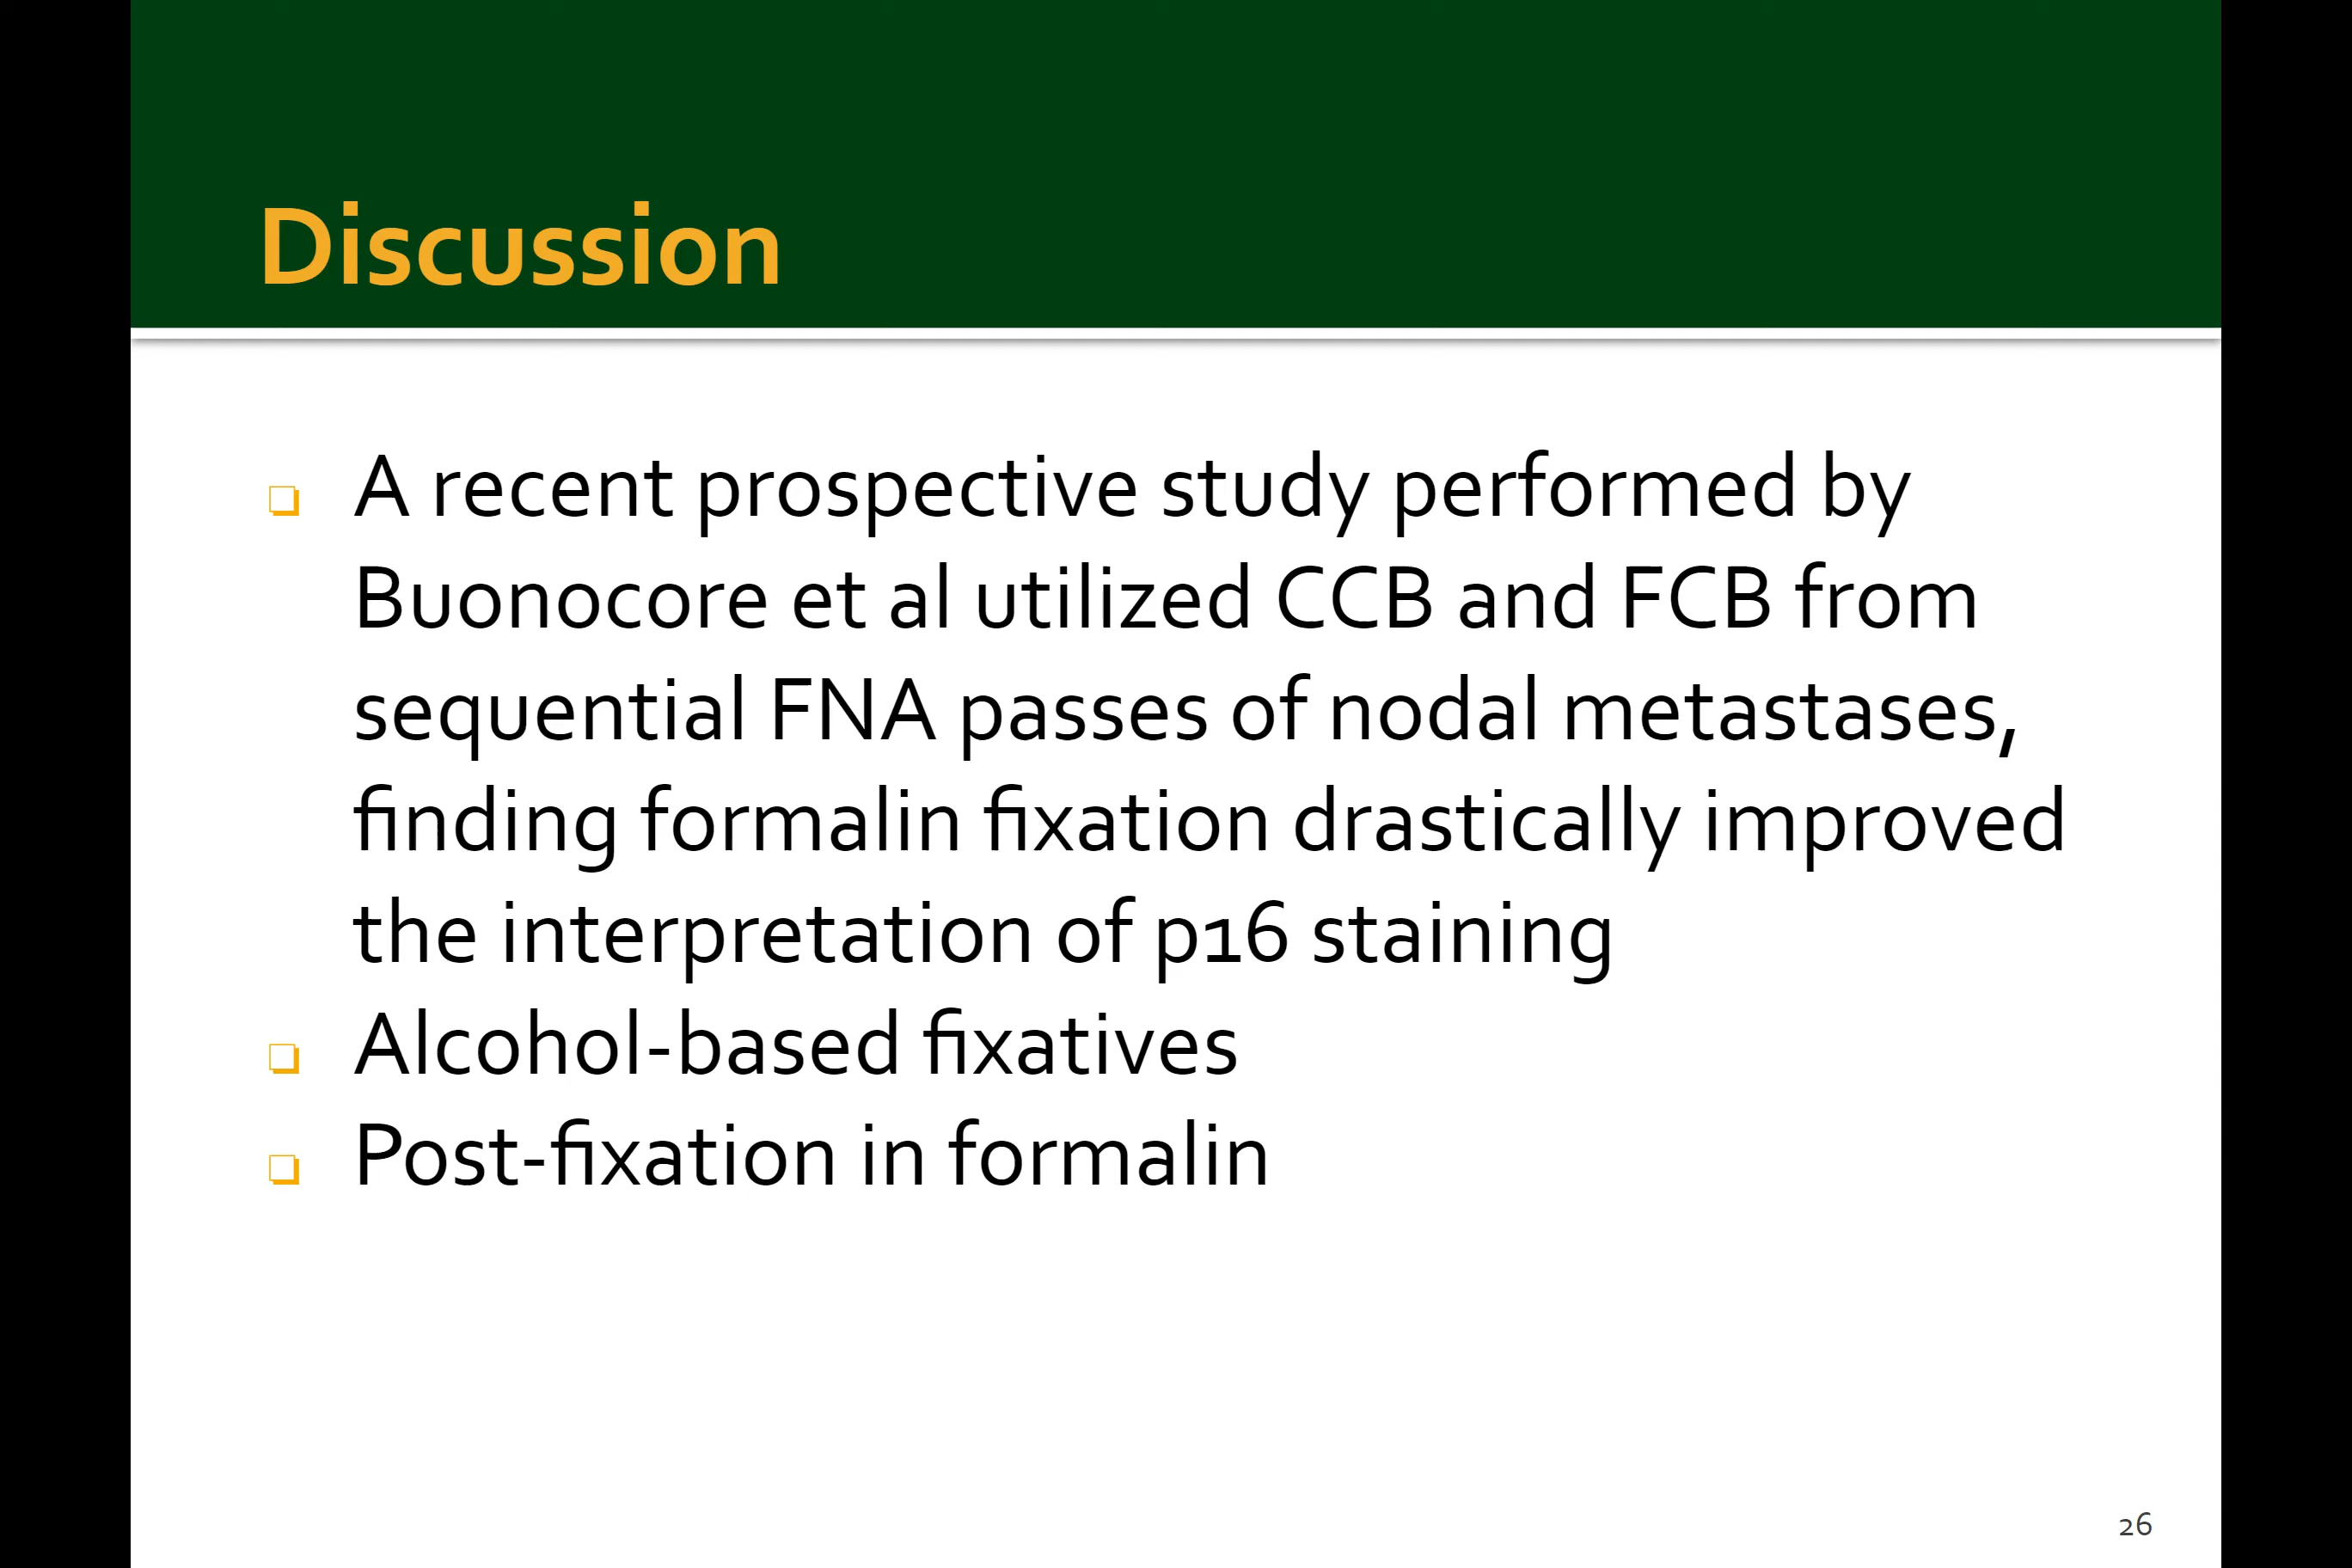 Discussion
❑ A recent prospective study performed by
Buonocore et al utilized CCB and FCB from
sequential FNA passes of nodal metastases,
finding formalin fixation drastically improved
the interpretation of p16 staining
❑ Alcohol-based fixatives
❑ Post-fixation in formalin
26